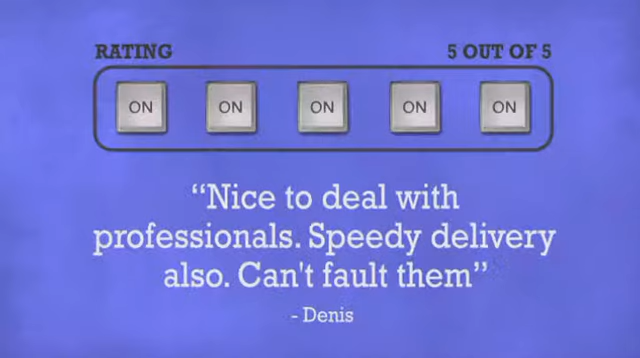 RATING 5 OUT OF 5
ON ON ON ON ON
“Nice to deal with
professionals. Speedy delivery
also. Can't fault them”
- Denis